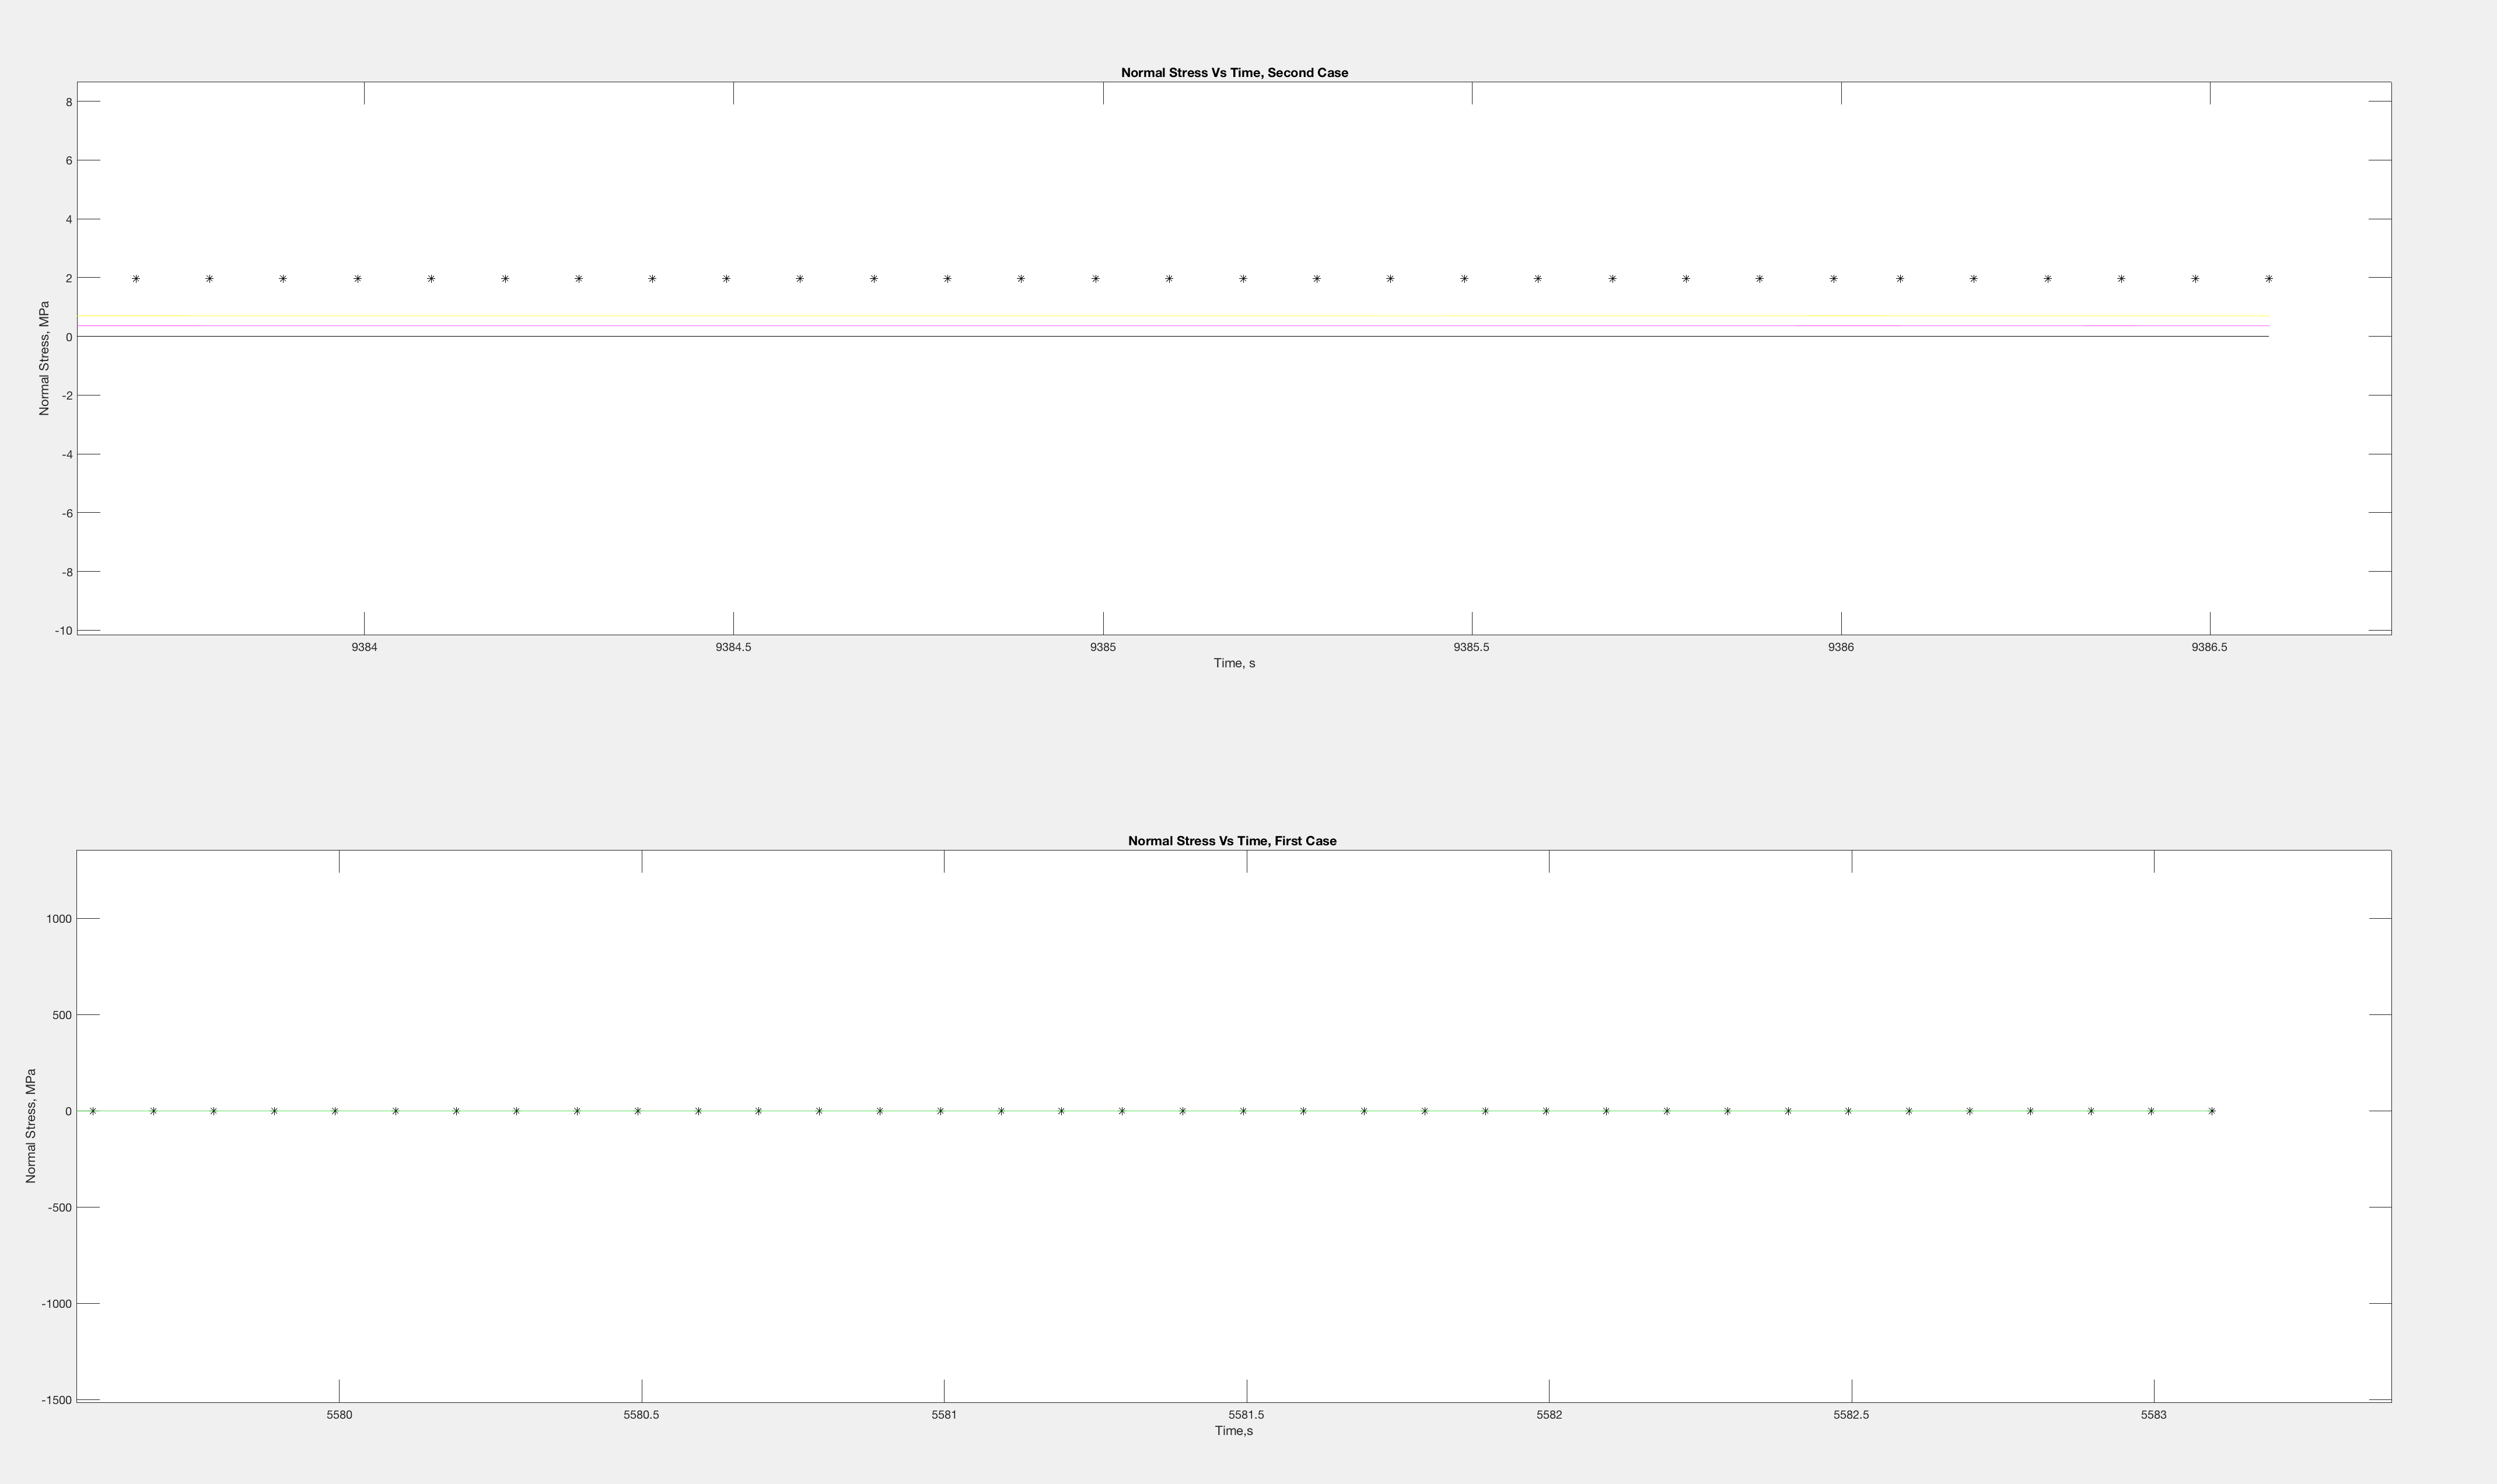 Normal Stress Vs Time, Second Case
8
6
4
2
0
-2
-4
-6
-8
-10
Normal Stress, MPa
9384 9384.5 9385 9385.5 9386 9386.5
Time, s
Normal Stress Vs Time, First Case
1000
500
0
-500
-1000
-1500
Normal Stress, MPa
5580 5580.5 5581 5581.5 5582 5582.5 5583
Time,s